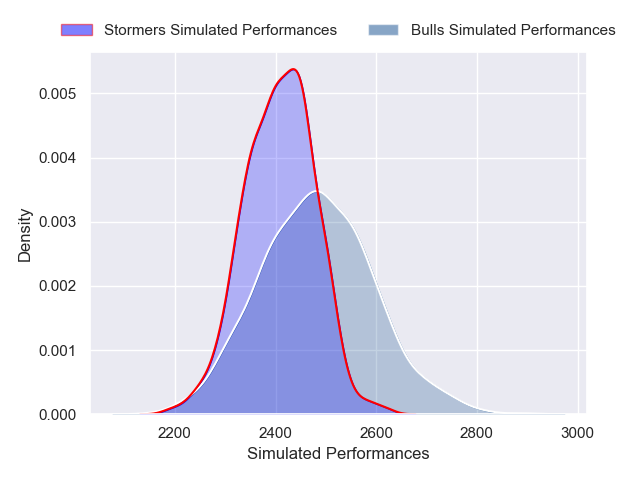 Stormers Simulated Performances Bulls Simulated Performances
0.005
0.004
0.003
0.002
0.001
0.000
Density
2200 2400 2600 2800 3000
Simulated Performances